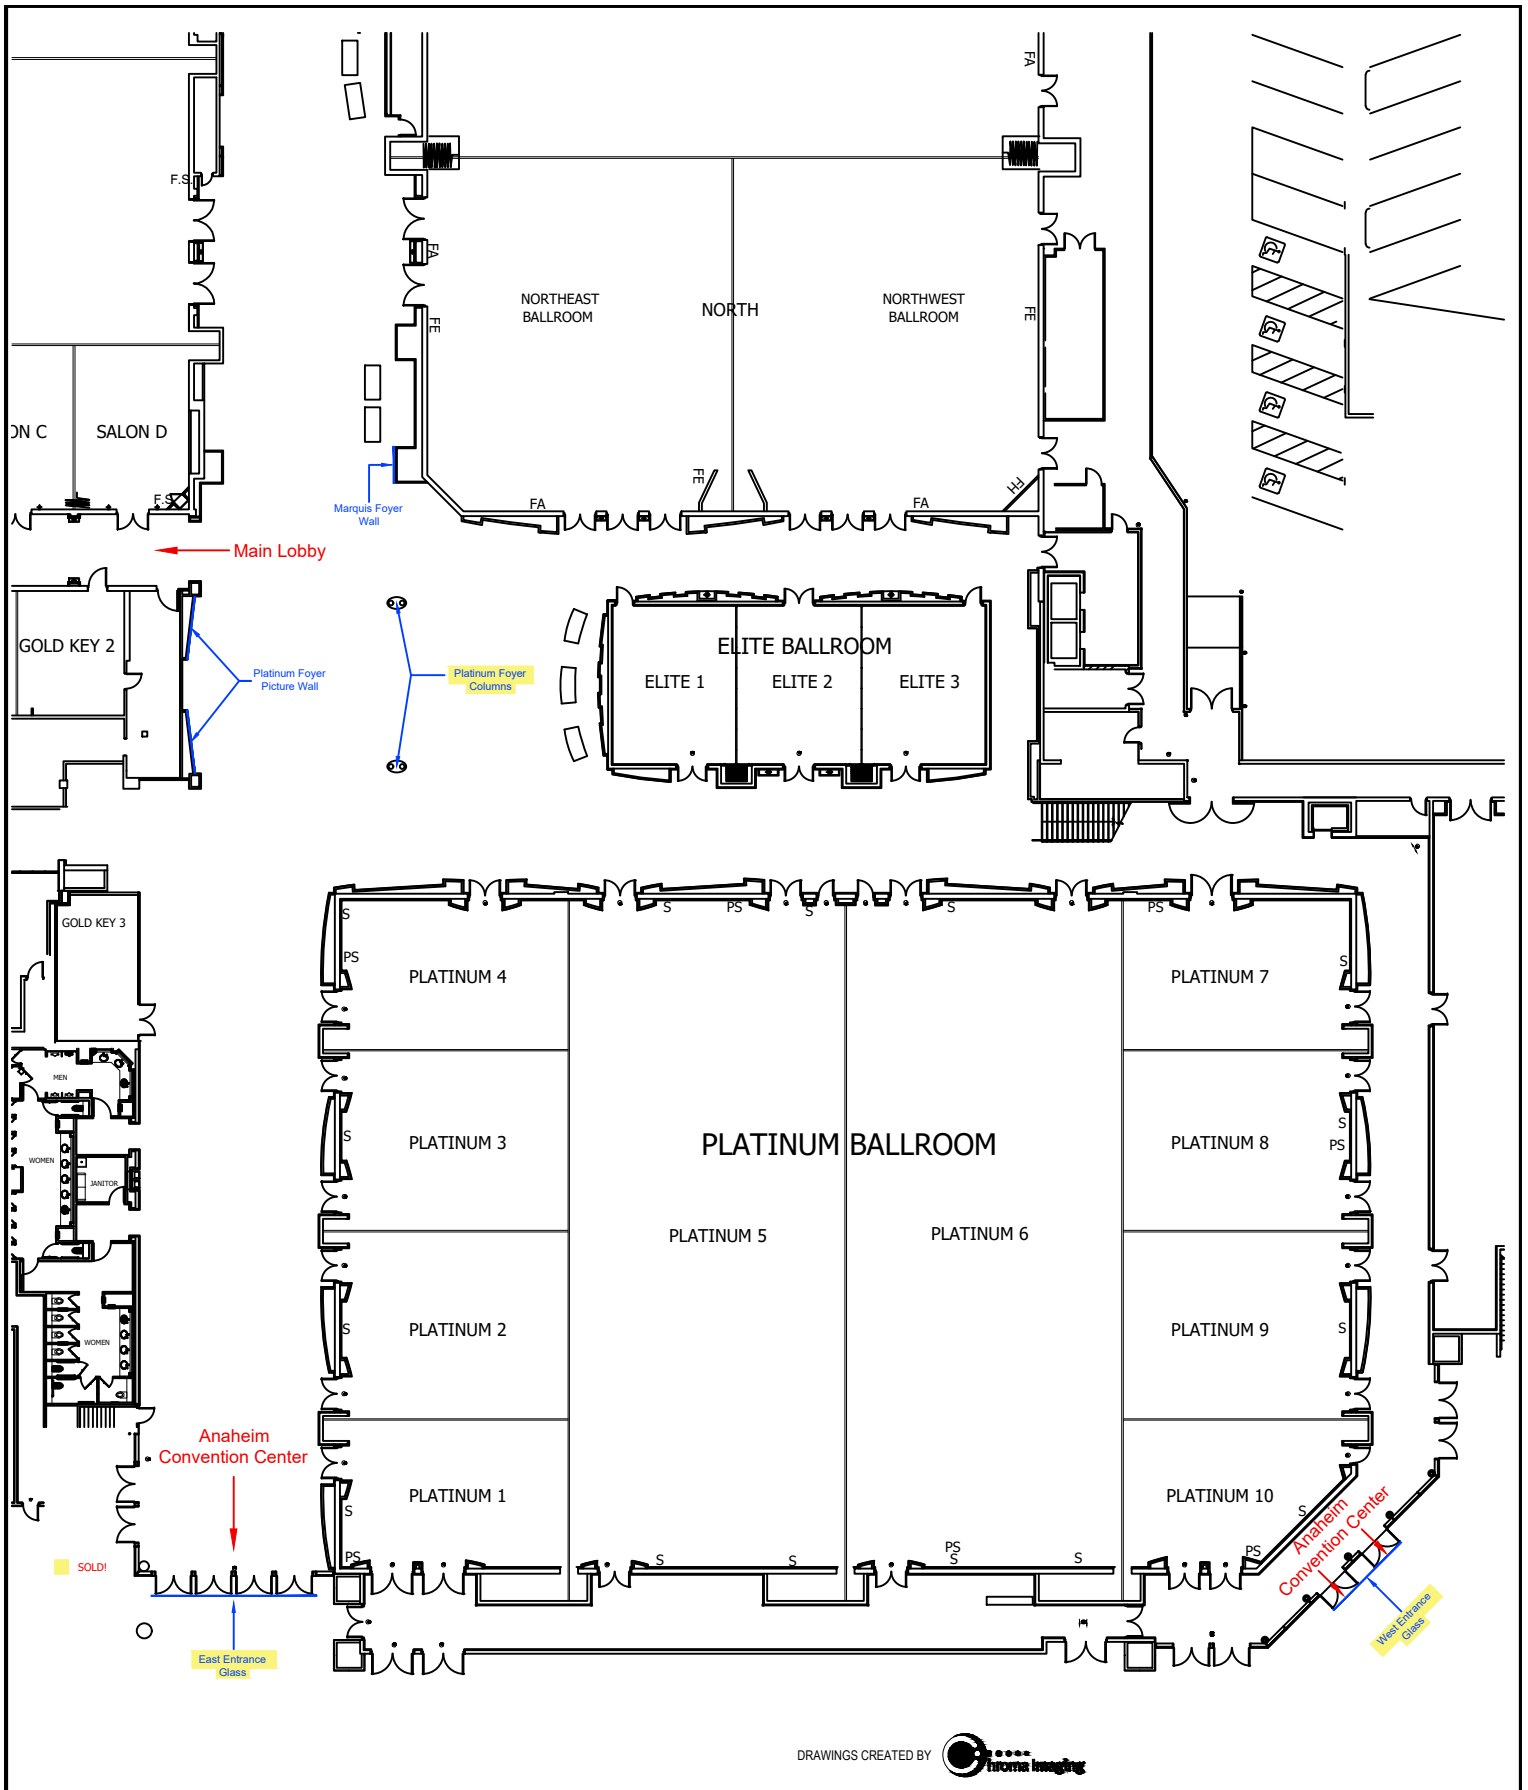 FA
F.S.
FA
NORTHEAST
BALLROOM
NORTH
NORTHWEST
BALLROOM
FE
FE
ON C
SALON D
F.S.
FE
FH
FA
FA
Marquis Foyer
Wall
Main Lobby
GOLD KEY 2
Platinum Foyer
Picture Wall
Platinum Foyer
Columns
ELITE BALLROOM
ELITE 1
ELITE 2
ELITE 3
GOLD KEY 3
S
S
PS
S
S
PS
PS
S
PLATINUM 4
PLATINUM 7
MEN
WOMEN
JANITOR
S
PLATINUM 3
PLATINUM BALLROOM
PLATINUM 8
S
PS
PLATINUM 5
PLATINUM 6
WOMEN
S
PLATINUM 2
PLATINUM 9
S
Anaheim
Convention Center
PLATINUM 1
PLATINUM 10
S
S
Anaheim
Convention Center
SOLD!
PS
S
S
PS
S
S
PS
East Entrance
Glass
West Entrance
Glass
DRAWINGS CREATED BY
hroma Imaging